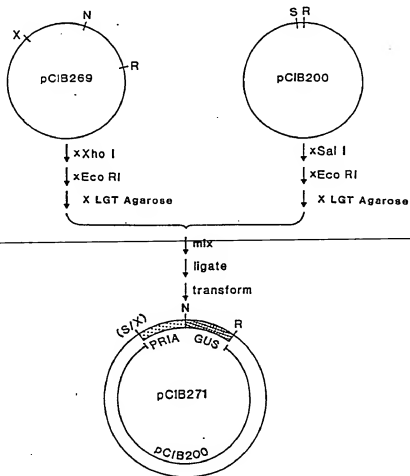 N
S R
X
R
pCIB269
pCIB200
xXho I
xSal I
xEco RI
xEco RI
X LGT Agarose
X LGT Agarose
mix
ligate
transform
N
(S/X)
R
PRIA GUS
pCIB271
pCIB200